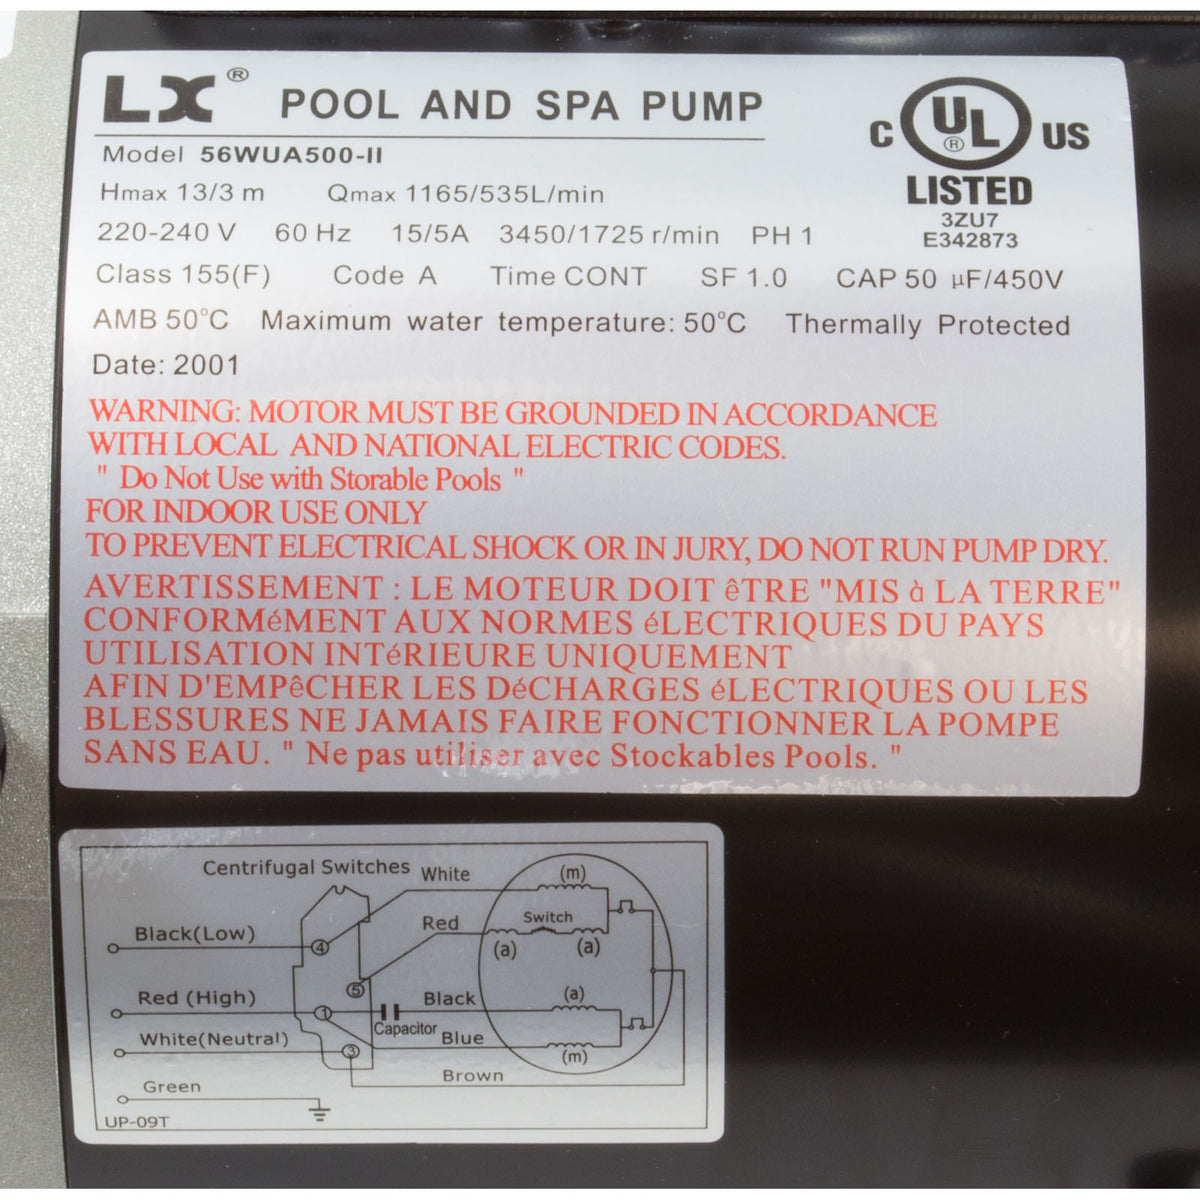 LX® POOL AND SPA PUMP
Model 56WUA500-II
Hmax 13/3 m Qmax 1165/535L/min
220-240 V 60 Hz 15/5A 3450/1725 r/min PH 1
Class 155(F) Code A Time CONT SF 1.0 CAP 50 µF/450V
AMB 50°C Maximum water temperature: 50°C Thermally Protected
Date: 2001
C UL® US
LISTED
3ZU7
E342873
WARNING: MOTOR MUST BE GROUNDED IN ACCORDANCE
WITH LOCAL AND NATIONAL ELECTRIC CODES.
" Do Not Use with Storable Pools "
FOR INDOOR USE ONLY
TO PREVENT ELECTRICAL SHOCK OR IN JURY, DO NOT RUN PUMP DRY.
AVERTISSEMENT : LE MOTEUR DOIT êTRE "MIS à LA TERRE"
CONFORMéMENT AUX NORMES éLECTRIQUES DU PAYS
UTILISATION INTéRIEURE UNIQUEMENT
AFIN D'EMPêCHER LES DéCHARGES éLECTRIQUES OU LES
BLESSURES NE JAMAIS FAIRE FONCTIONNER LA POMPE
SANS EAU. " Ne pas utiliser avec Stockables Pools. "
Centrifugal Switches
White
(m)
Black(Low)
4
Red
Switch
(a)
(a)
5
Red (High)
1
Black
(a)
Capacitor
White(Neutral)
3
Blue
(m)
Brown
Green
UP-09T